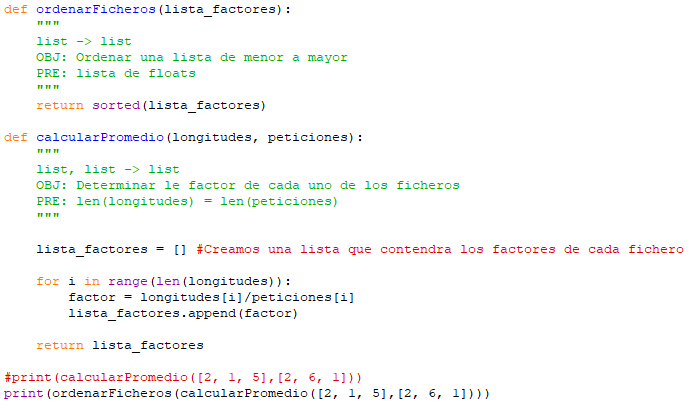 def ordenarFicheros(lista_factores):
    """
    list -> list
    OBJ: Ordenar una lista de menor a mayor
    PRE: lista de floats
    """
    return sorted(lista_factores)

def calcularPromedio(longitudes, peticiones):
    """
    list, list -> list
    OBJ: Determinar le factor de cada uno de los ficheros
    PRE: len(longitudes) = len(peticiones)
    """

    lista_factores = [] #Creamos una lista que contendra los factores de cada fichero

    for i in range(len(longitudes)):
        factor = longitudes[i]/peticiones[i]
        lista_factores.append(factor)

    return lista_factores

#print(calcularPromedio([2, 1, 5],[2, 6, 1]))
print(ordenarFicheros(calcularPromedio([2, 1, 5],[2, 6, 1])))